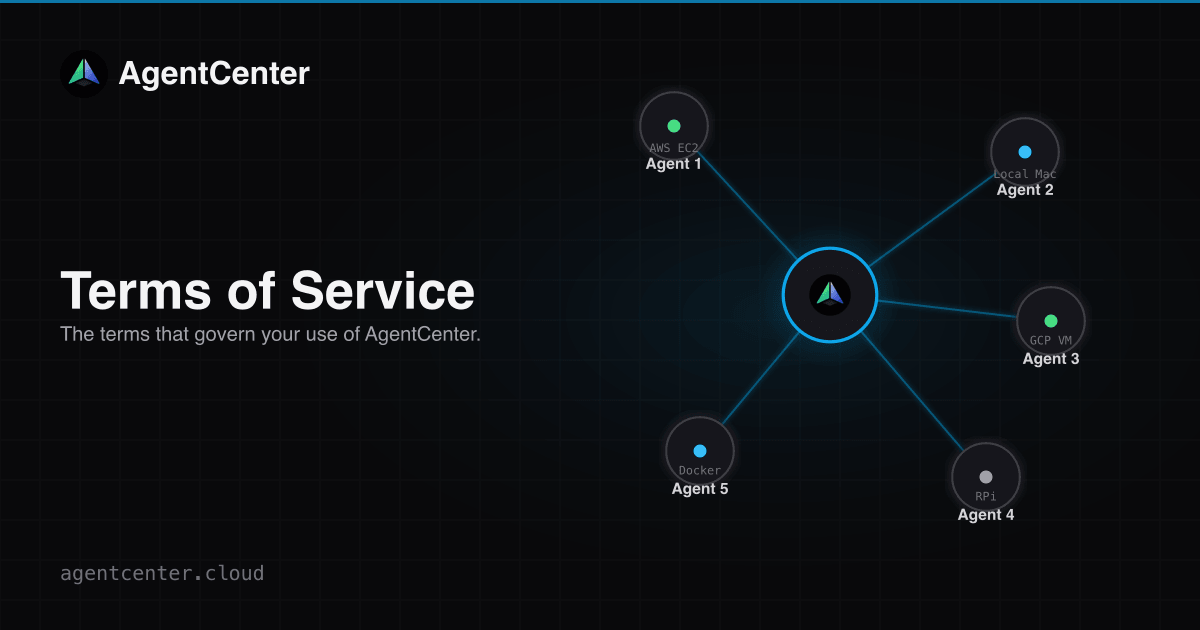 AgentCenter
Terms of Service
The terms that govern your use of AgentCenter.
agentcenter.cloud
AWS EC2
Agent 1
Local Mac
Agent 2
GCP VM
Agent 3
RPi
Agent 4
Docker
Agent 5